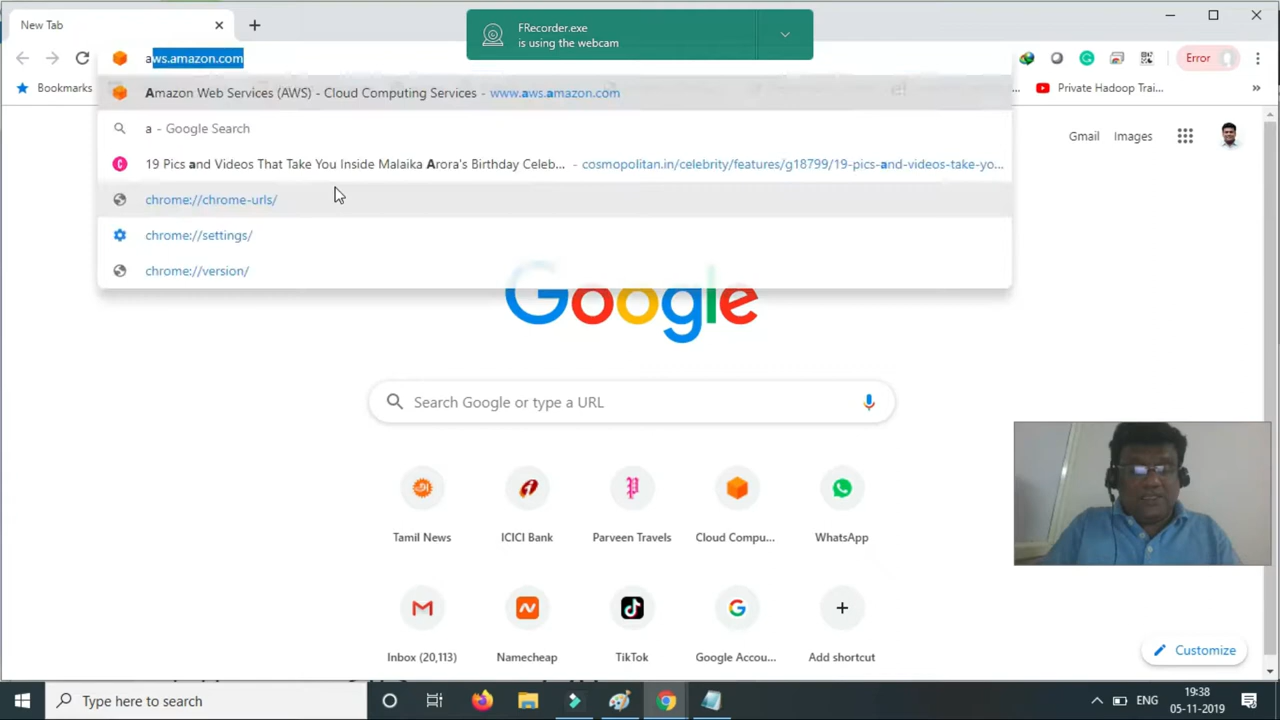 New Tab
FRecorder.exe
is using the webcam
aws.amazon.com
Error
Bookmarks
Amazon Web Services (AWS) - Cloud Computing Services - www.aws.amazon.com
... Private Hadoop Trai...
»
a - Google Search
Gmail Images
19 Pics and Videos That Take You Inside Malaika Arora's Birthday Celeb... - cosmopolitan.in/celebrity/features/g18799/19-pics-and-videos-take-yo...
chrome://chrome-urls/
chrome://settings/
chrome://version/
Google
Search Google or type a URL
Tamil News ICICI Bank Parveen Travels Cloud Compu... WhatsApp
Inbox (20,113) Namecheap TikTok Google Accou... Add shortcut
Customize
Type here to search
ENG
19:38
05-11-2019